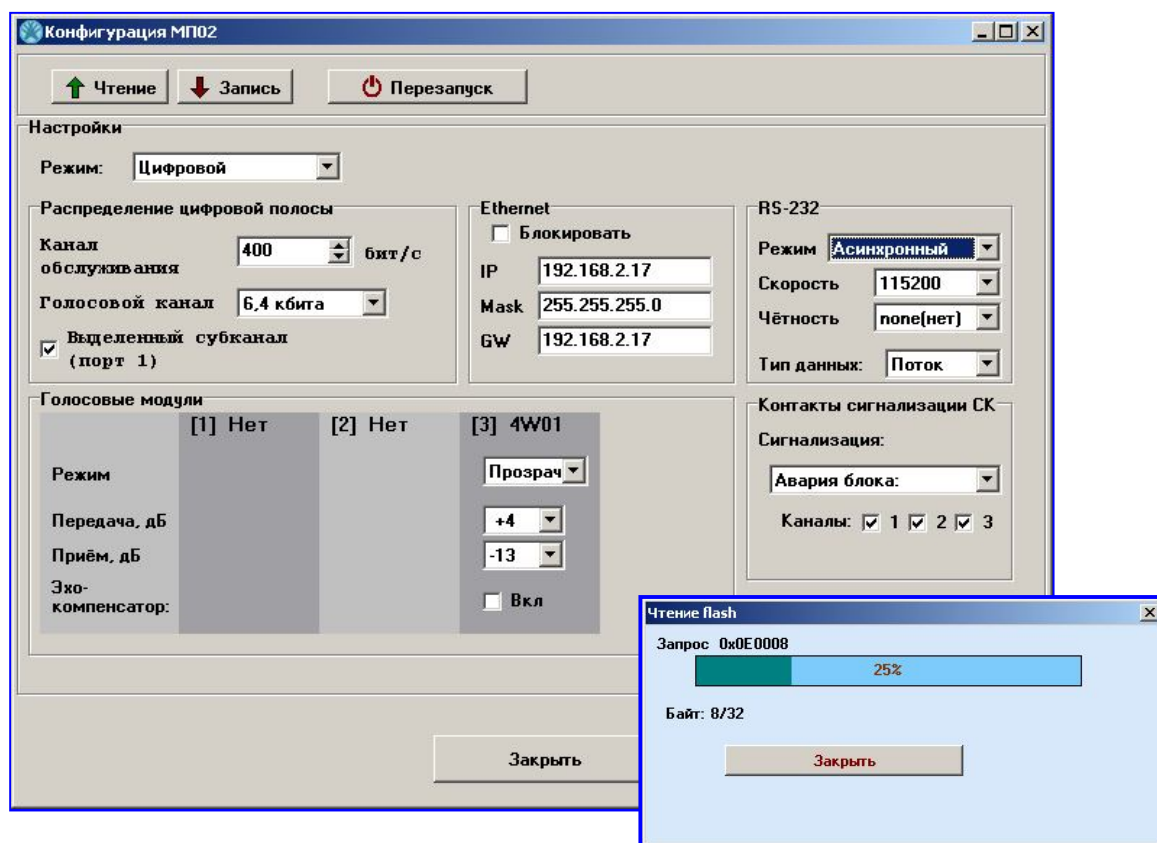 Конфигурация МП02
Чтение Запись Перезапуск
Настройки
Режим: Цифровой
Распределение цифровой полосы
Канал обслуживания 400 бит/с
Голосовой канал 6,4 кбита
Выделенный субканал
(порт 1)
Ethernet
Блокировать
IP 192.168.2.17
Mask 255.255.255.0
GW 192.168.2.17
RS-232
Режим Асинхронный
Скорость 115200
Чётность none(нет)
Тип данных: Поток
Голосовые модули
[1] Нет [2] Нет [3] 4W01
Режим Прозрач
Передача, дБ +4
Приём, дБ -13
Эхо-
компенсатор: Вкл
Контакты сигнализации СК
Сигнализация:
Авария блока:
Каналы: 1 2 3
Закрыть
Чтение flash
Запрос 0x0E0008
25%
Байт: 8/32
Закрыть